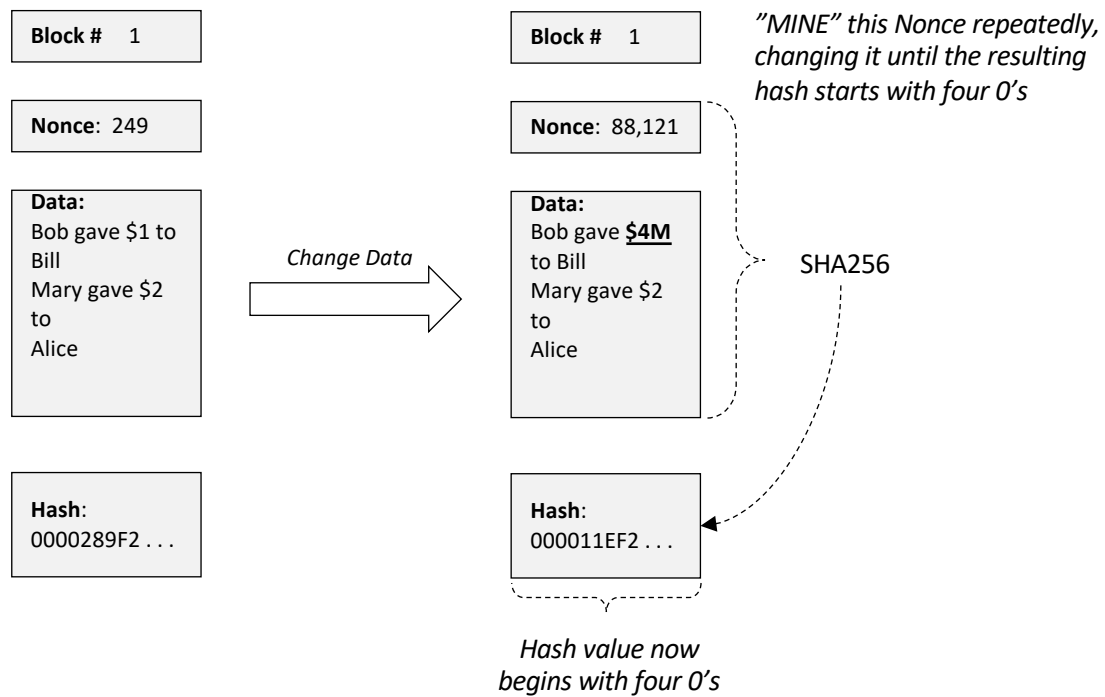 Block # 1
Nonce: 249
Data:
Bob gave $1 to
Bill
Mary gave $2
to
Alice
Hash:
0000289F2 . . .
Change Data
Block # 1
Nonce: 88,121
Data:
Bob gave $4M
to Bill
Mary gave $2
to
Alice
Hash:
000011EF2 . . .
Hash value now
begins with four 0’s
”MINE” this Nonce repeatedly,
changing it until the resulting
hash starts with four 0’s
SHA256